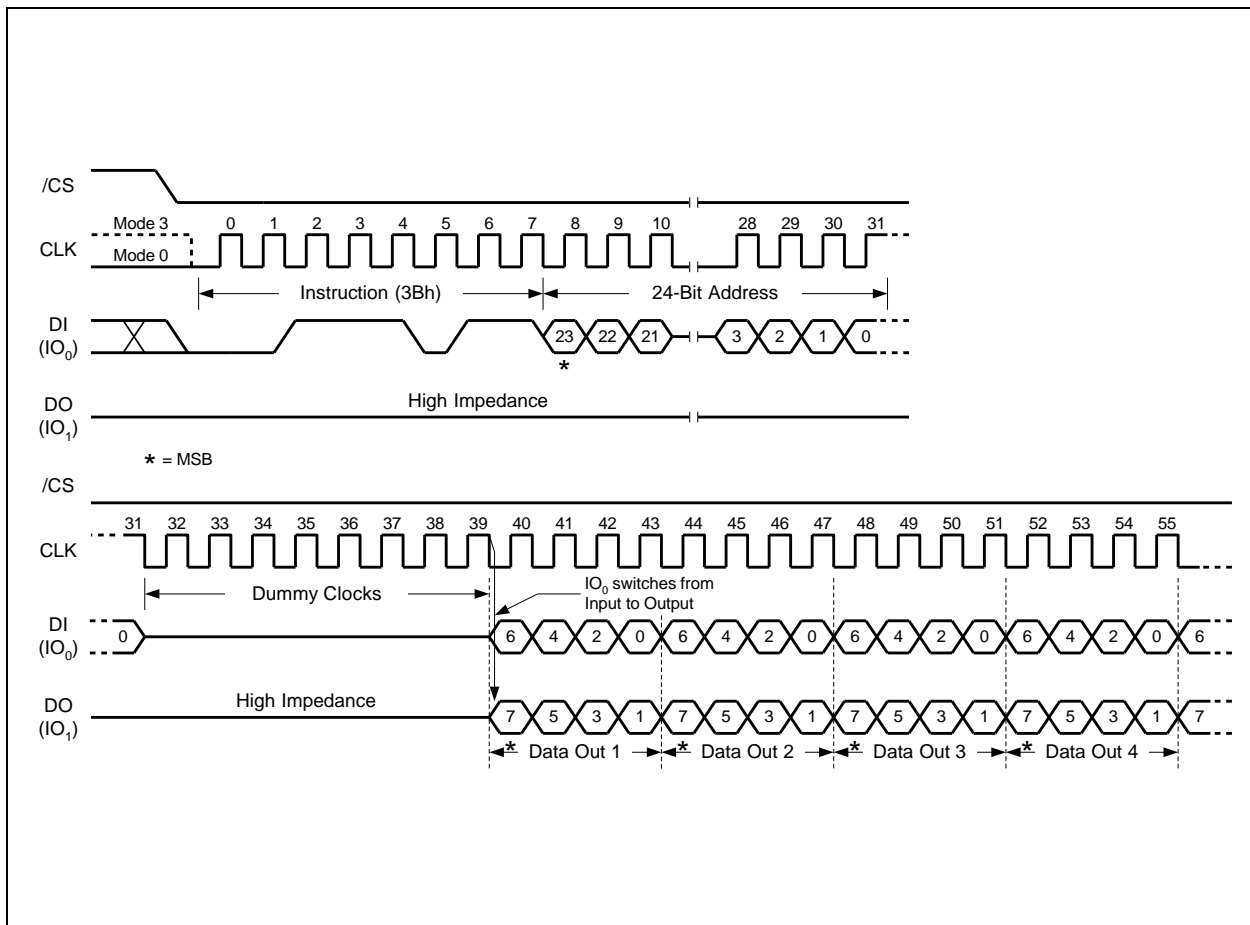 /CS
Mode 3 0 1 2 3 4 5 6 7 8 9 10 28 29 30 31
CLK
Mode 0
Instruction (3Bh) 24-Bit Address
DI
(IO0) 23 22 21 3 2 1 0
*
High Impedance
DO
(IO1)
* = MSB
/CS
31 32 33 34 35 36 37 38 39 40 41 42 43 44 45 46 47 48 49 50 51 52 53 54 55
CLK
Dummy Clocks
IO0 switches from
Input to Output
DI
(IO0) 0 6 4 2 0 6 4 2 0 6 4 2 0 6 4 2 0 6
High Impedance
DO
(IO1) 7 5 3 1 7 5 3 1 7 5 3 1 7 5 3 1 7
* Data Out 1 * Data Out 2 * Data Out 3 * Data Out 4